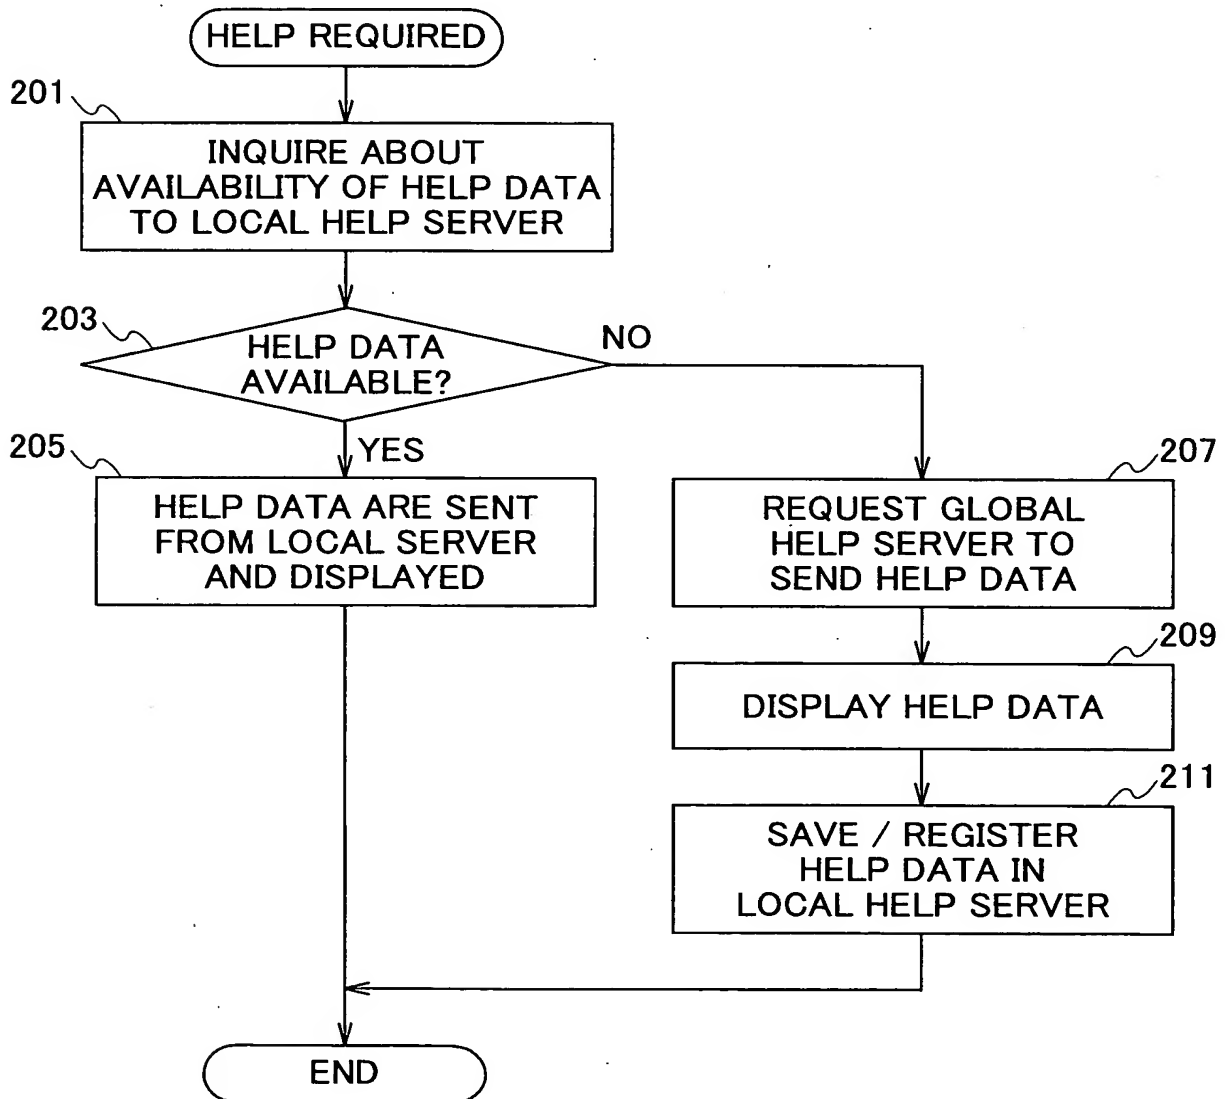 HELP REQUIRED
201
INQUIRE ABOUT
AVAILABILITY OF HELP DATA
TO LOCAL HELP SERVER
203
HELP DATA
AVAILABLE?
NO
YES
205
HELP DATA ARE SENT
FROM LOCAL SERVER
AND DISPLAYED
207
REQUEST GLOBAL
HELP SERVER TO
SEND HELP DATA
209
DISPLAY HELP DATA
211
SAVE / REGISTER
HELP DATA IN
LOCAL HELP SERVER
END